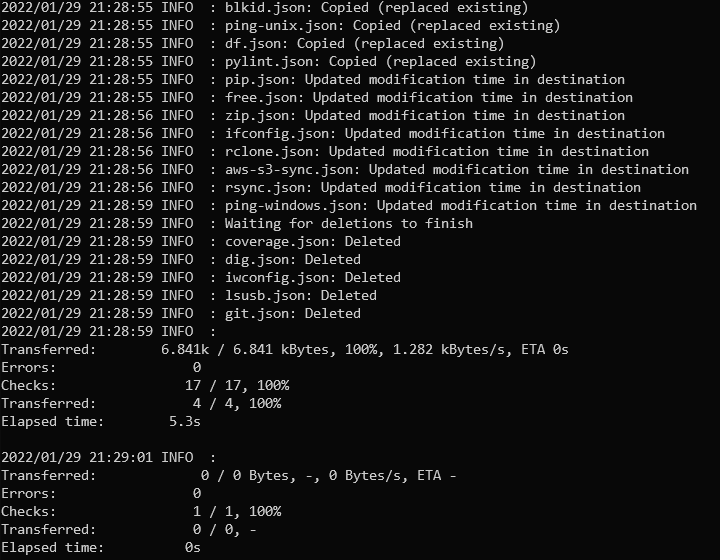 2022/01/29 21:28:55 INFO  : blkid.json: Copied (replaced existing)
2022/01/29 21:28:55 INFO  : ping-unix.json: Copied (replaced existing)
2022/01/29 21:28:55 INFO  : df.json: Copied (replaced existing)
2022/01/29 21:28:55 INFO  : pylint.json: Copied (replaced existing)
2022/01/29 21:28:55 INFO  : pip.json: Updated modification time in destination
2022/01/29 21:28:55 INFO  : free.json: Updated modification time in destination
2022/01/29 21:28:56 INFO  : zip.json: Updated modification time in destination
2022/01/29 21:28:56 INFO  : ifconfig.json: Updated modification time in destination
2022/01/29 21:28:56 INFO  : rclone.json: Updated modification time in destination
2022/01/29 21:28:56 INFO  : aws-s3-sync.json: Updated modification time in destination
2022/01/29 21:28:56 INFO  : rsync.json: Updated modification time in destination
2022/01/29 21:28:56 INFO  : ping-windows.json: Updated modification time in destination
2022/01/29 21:28:59 INFO  : Waiting for deletions to finish
2022/01/29 21:28:59 INFO  : coverage.json: Deleted
2022/01/29 21:28:59 INFO  : dig.json: Deleted
2022/01/29 21:28:59 INFO  : iwconfig.json: Deleted
2022/01/29 21:28:59 INFO  : lsusb.json: Deleted
2022/01/29 21:28:59 INFO  : git.json: Deleted
2022/01/29 21:28:59 INFO  :
Transferred:        6.841k / 6.841 kBytes, 100%, 1.282 kBytes/s, ETA 0s
Errors:                 0
Checks:                17 / 17, 100%
Transferred:            4 / 4, 100%
Elapsed time:        5.3s
2022/01/29 21:29:01 INFO  :
Transferred:             0 / 0 Bytes, -, 0 Bytes/s, ETA -
Errors:                 0
Checks:                 1 / 1, 100%
Transferred:            0 / 0, -
Elapsed time:          0s